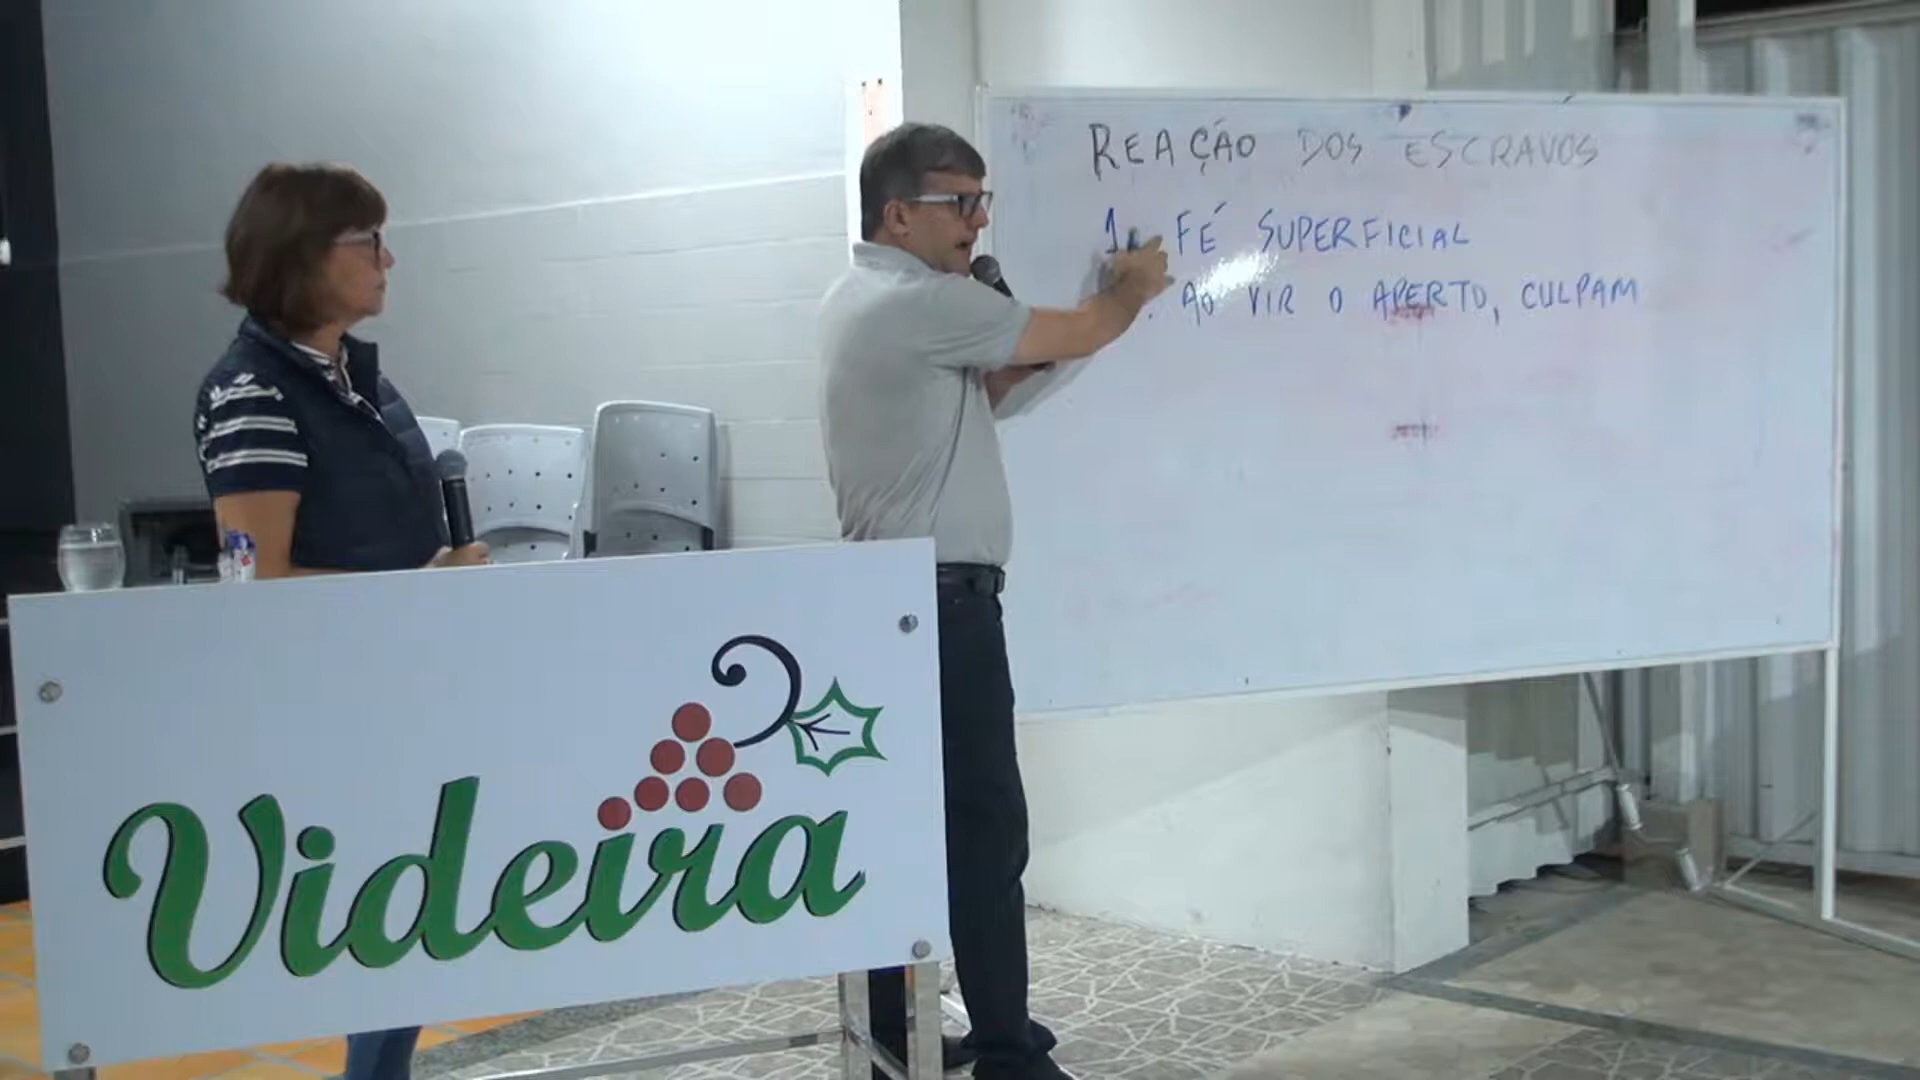 REAÇÃO DOS ESCRAVOS
1. FÉ SUPERFICIAL
. AO VIR O APERTO, CULPAM
Videira